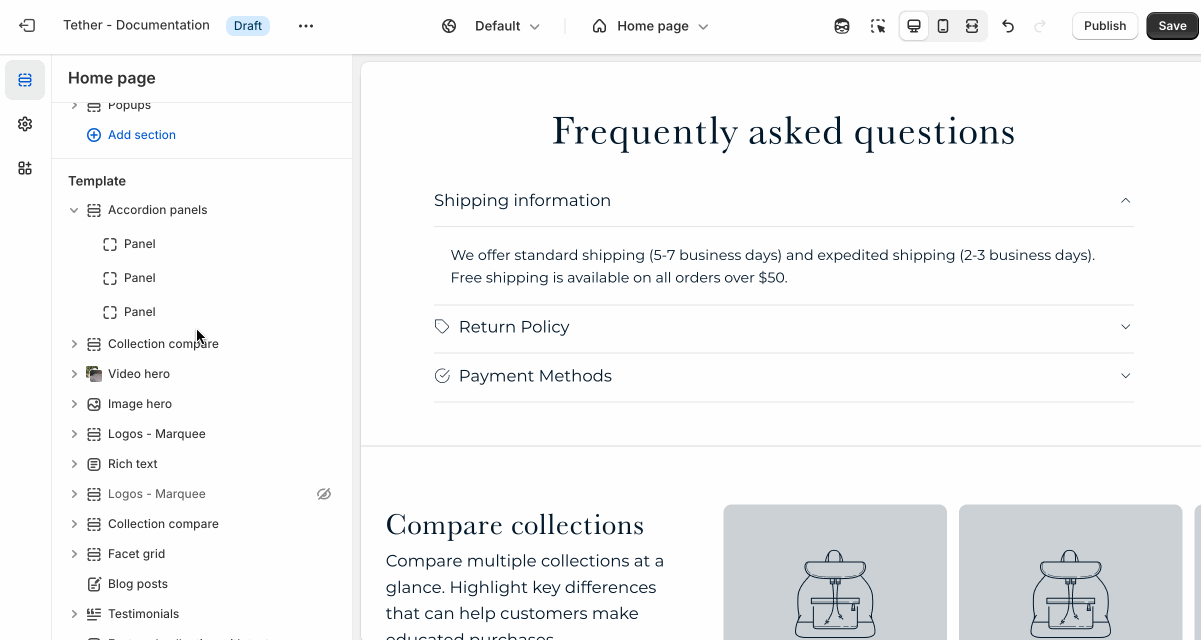 Tether - Documentation
Draft
Default
Home page
Publish
Save
Home page
Popups
Add section
Template
Accordion panels
Panel
Panel
Panel
Collection compare
Video hero
Image hero
Logos - Marquee
Rich text
Logos - Marquee
Collection compare
Facet grid
Blog posts
Testimonials
Frequently asked questions
Shipping information
We offer standard shipping (5-7 business days) and expedited shipping (2-3 business days).
Free shipping is available on all orders over $50.
Return Policy
Payment Methods
Compare collections
Compare multiple collections at a
glance. Highlight key differences
that can help customers make
educated purchases.